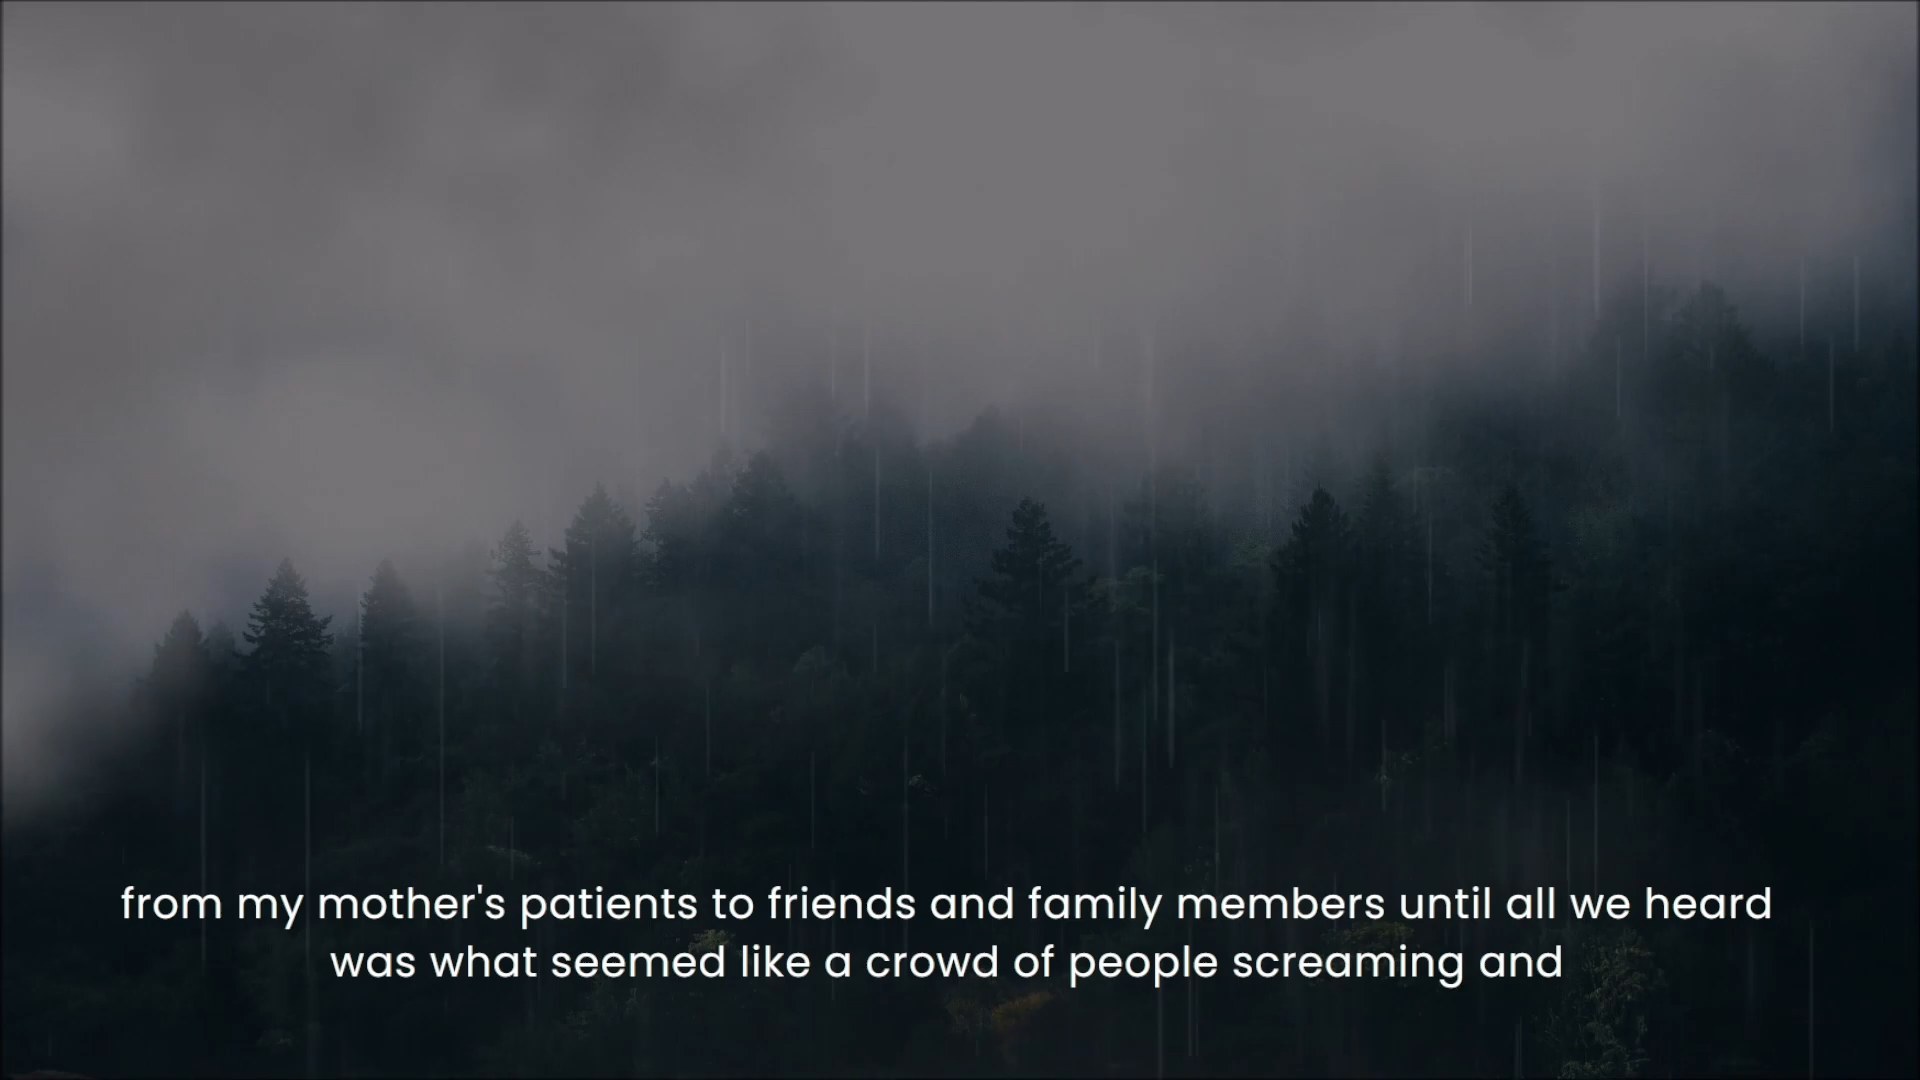 from my mother's patients to friends and family members until all we heard
was what seemed like a crowd of people screaming and